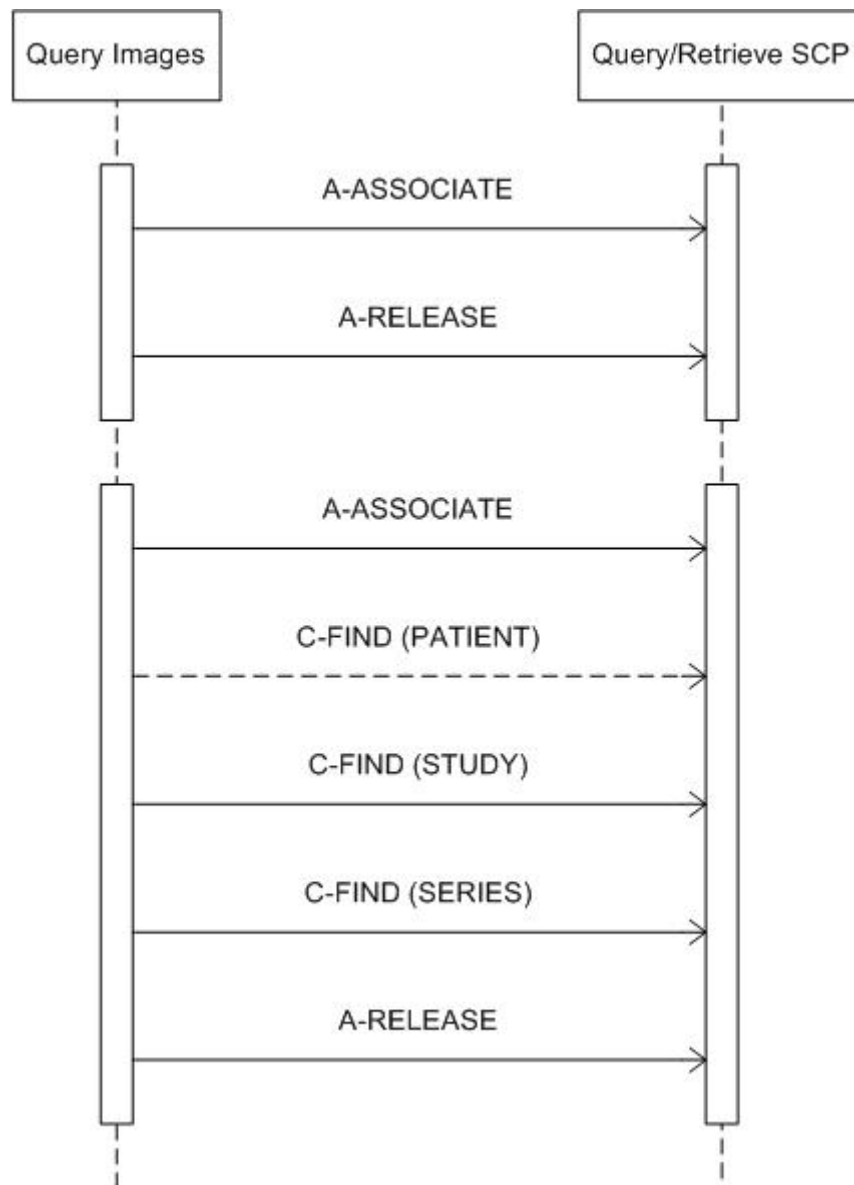 Query Images
Query/Retrieve SCP
A-ASSOCIATE
A-RELEASE
A-ASSOCIATE
C-FIND (PATIENT)
C-FIND (STUDY)
C-FIND (SERIES)
A-RELEASE